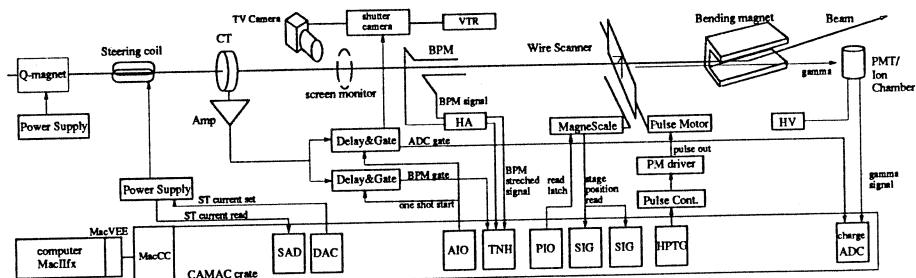 TV Camera
shutter
camera
VTR
Bending magnet
Beam
CT
Steering coil
BPM
Wire Scanner
Q-magnet
gamma
PMT/
Ion
Chamber
screen
monitor
BPM signal
Power Supply
Amp
HA
MagneScale
Pulse Motor
HV
Delay&Gate
ADC gate
pulse out
P.M driver
Delay&Gate
BPM gate
BPM
streched
signal
read
latch
stage
position
read
gamma
signal
Power Supply
ST current set
one shot start
Pulse Cont.
ST current read
MacVEE
computer
MacIIfx
MacCC
SAD
DAC
AIO
TNH
PIO
SIG
SIG
HPTG
charge
ADC
CAMAC crate